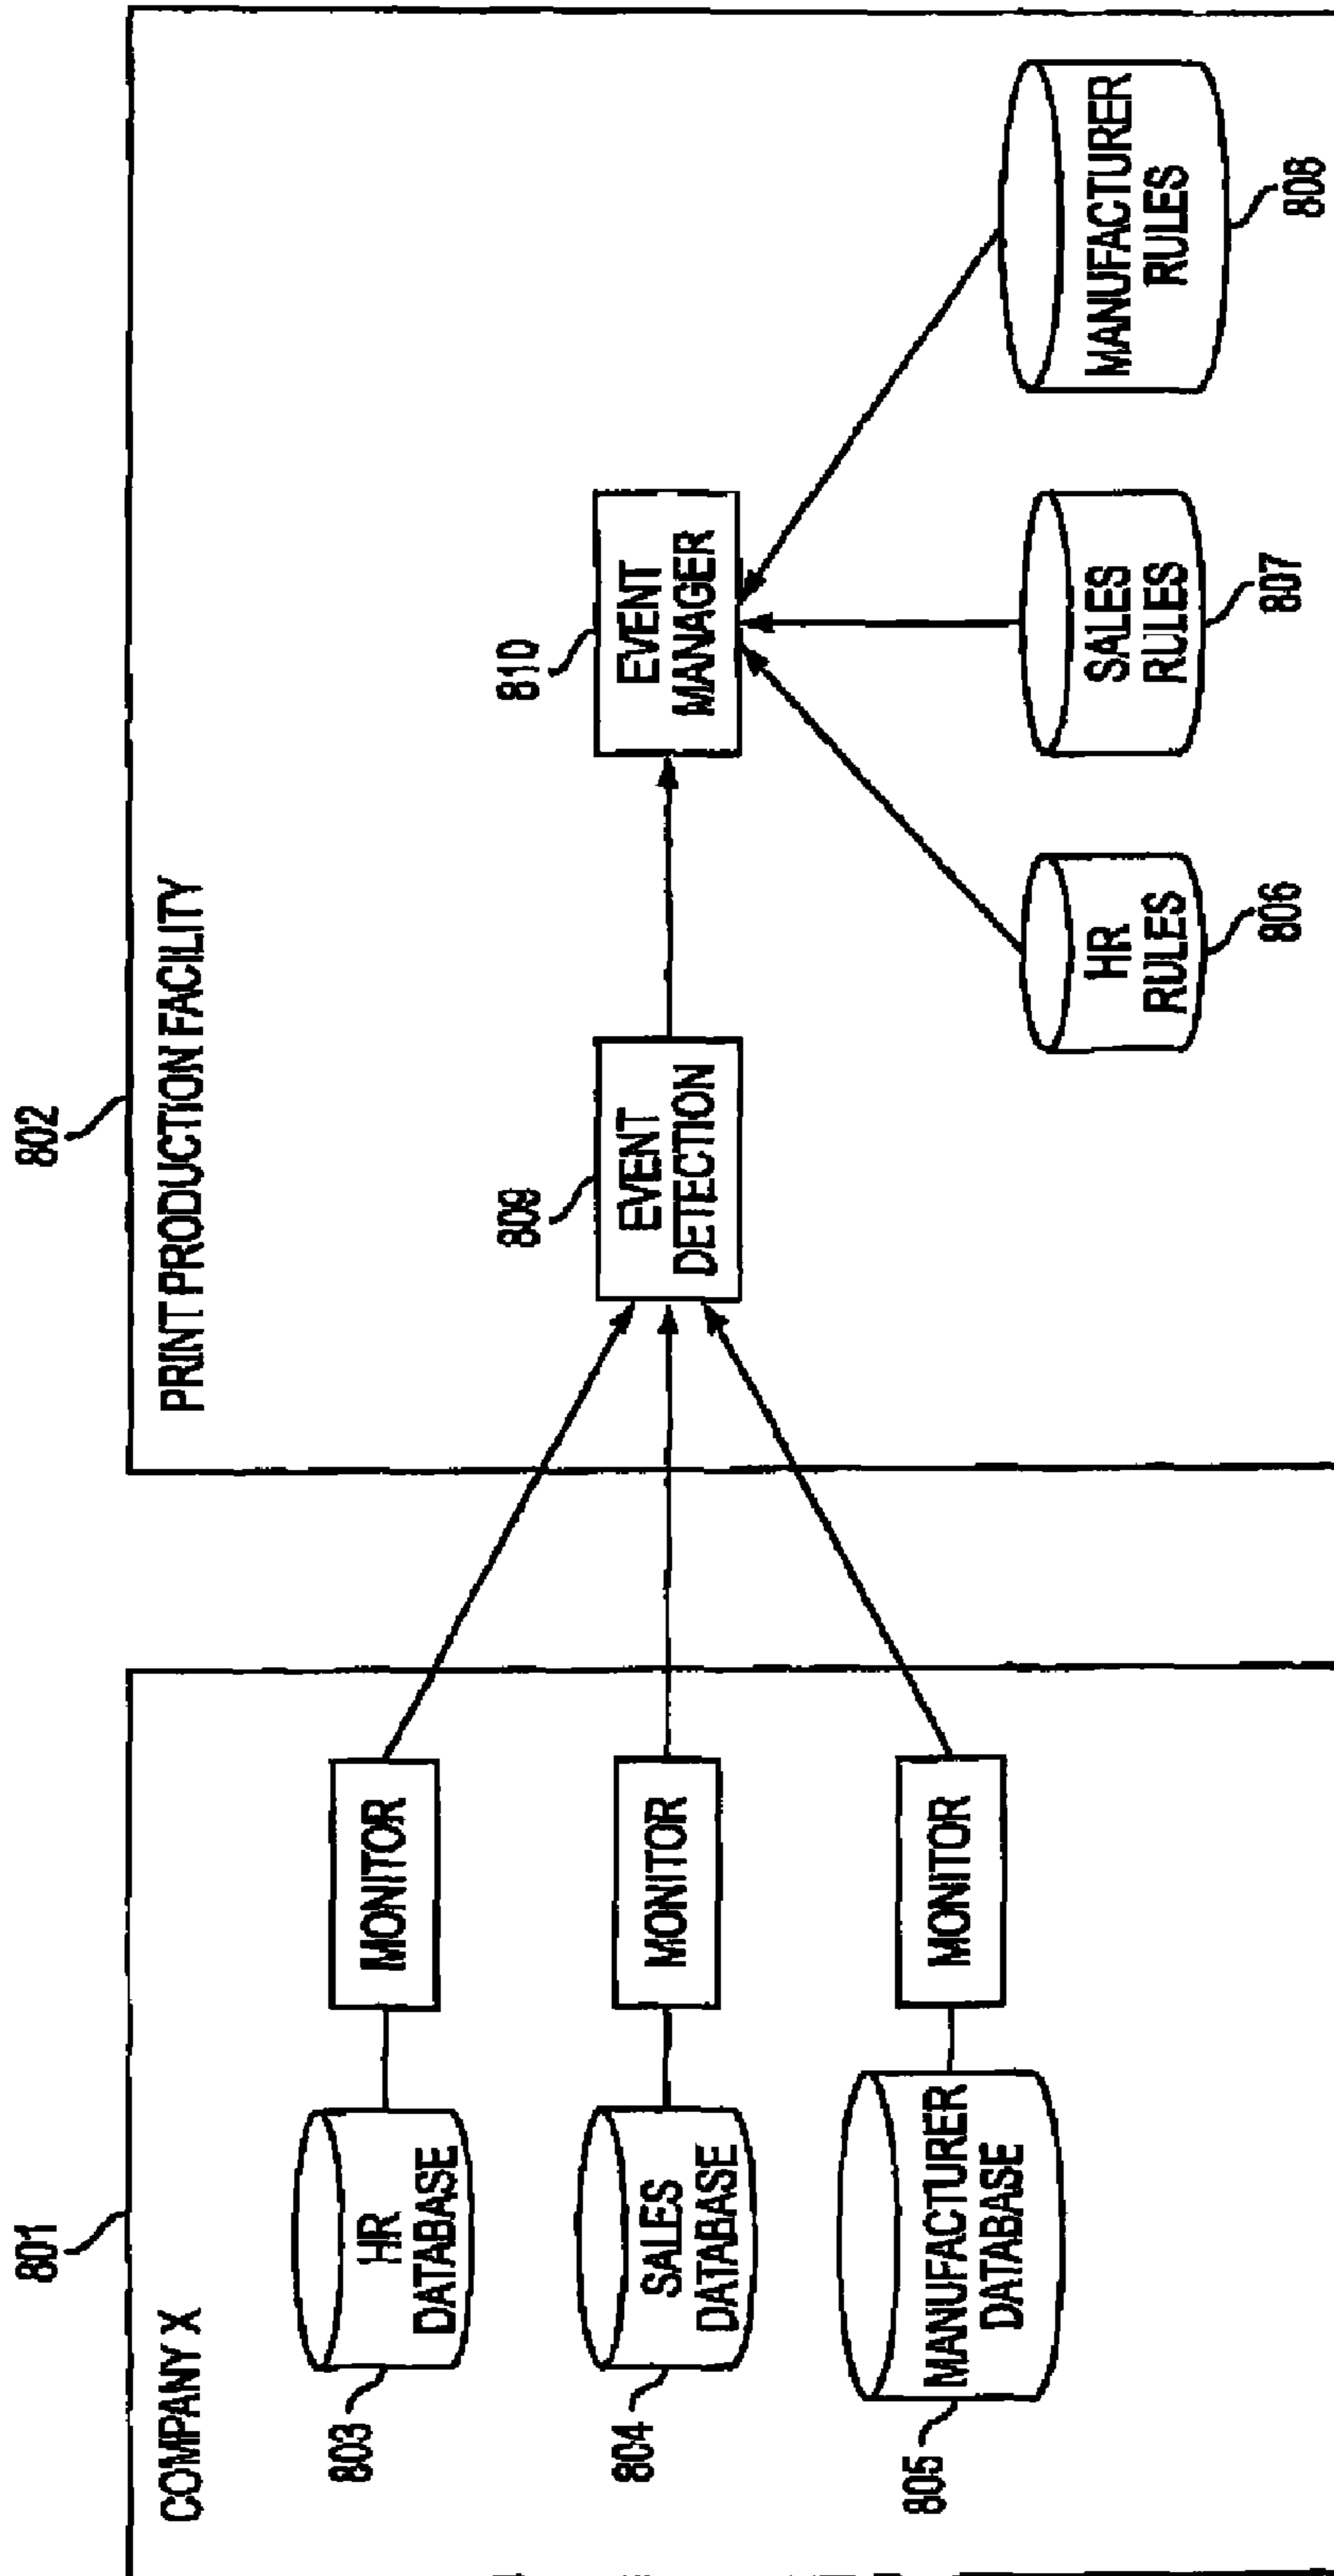 801
COMPANY X
803
HR
DATABASE
MONITOR
804
SALES
DATABASE
MONITOR
805
MANUFACTURER
DATABASE
MONITOR
802
PRINT PRODUCTION FACILITY
809
EVENT
DETECTION
810
EVENT
MANAGER
HR
RULES
806
SALES
RULES
807
MANUFACTURER
RULES
808